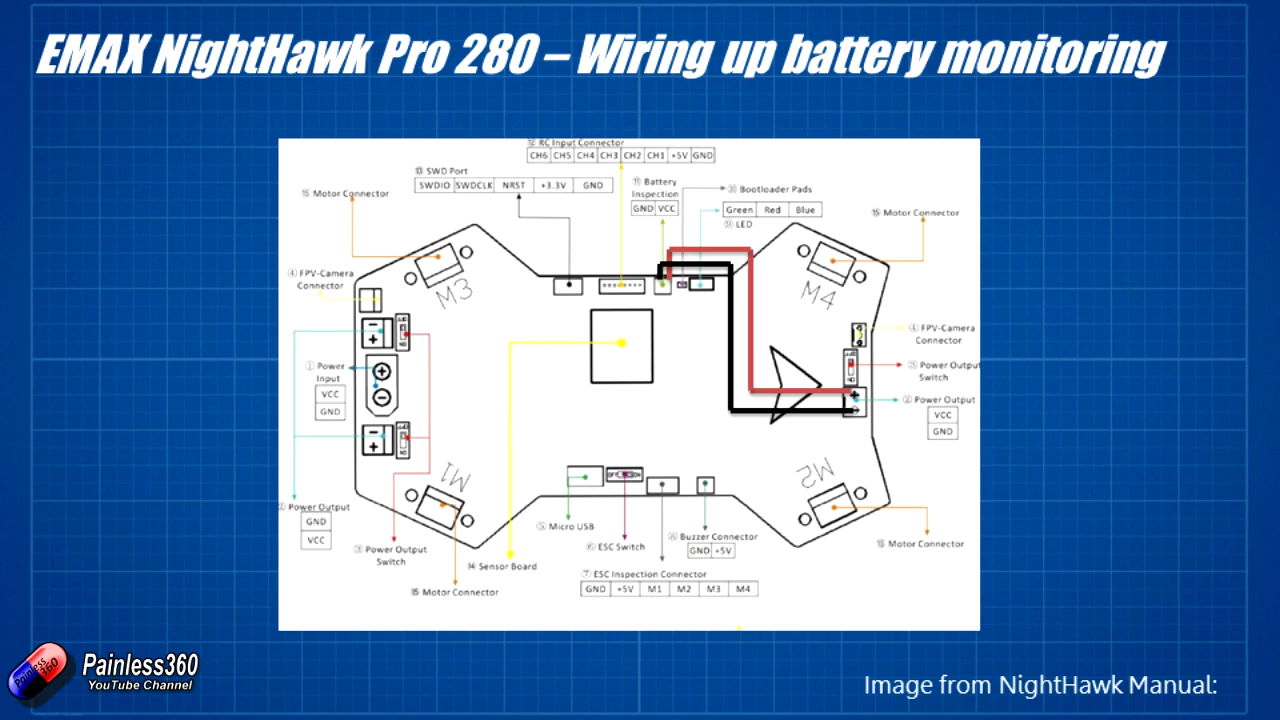 EMAX NightHawk Pro 280 – Wiring up battery monitoring
⑫ RC Input Connector
CH6 CH5 CH4 CH3 CH2 CH1 +5V GND
⑬ SWD Port
SWDIO SWDCLK NRST +3.3V GND
⑪ Battery
Inspection
GND VCC
⑩ Bootloader Pads
Green Red Blue
⑨ LED
⑮ Motor Connector
⑮ Motor Connector
M3
M4
④ FPV-Camera
Connector
④ FPV-Camera
Connector
① Power
Input
VCC
GND
③ Power Output
Switch
② Power Output
VCC
GND
M1
M2
② Power Output
GND
VCC
③ Power Output
Switch
⑤ Micro USB
OFF ON
⑥ ESC Switch
⑧ Buzzer Connector
GND +5V
⑮ Motor Connector
⑭ Sensor Board
⑦ ESC Inspection Connector
GND +5V M1 M2 M3 M4
⑮ Motor Connector
Painless360
Painless360
YouTube Channel
Image from NightHawk Manual: